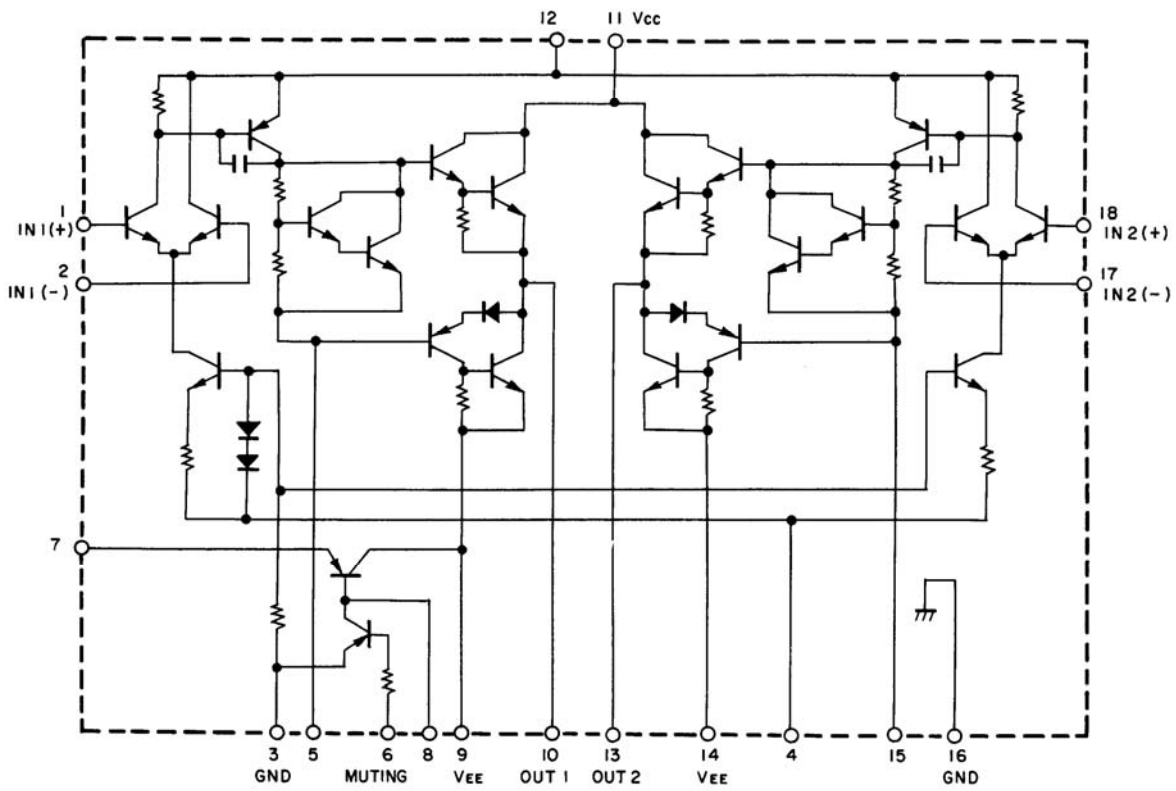 12
11 Vcc
1
IN1(+)
2
IN1(-)
18
IN2(+)
17
IN2(-)
7
3
5
6
8
9
10
13
14
4
15
16
GND
MUTING
VEE
OUT 1
OUT 2
VEE
GND